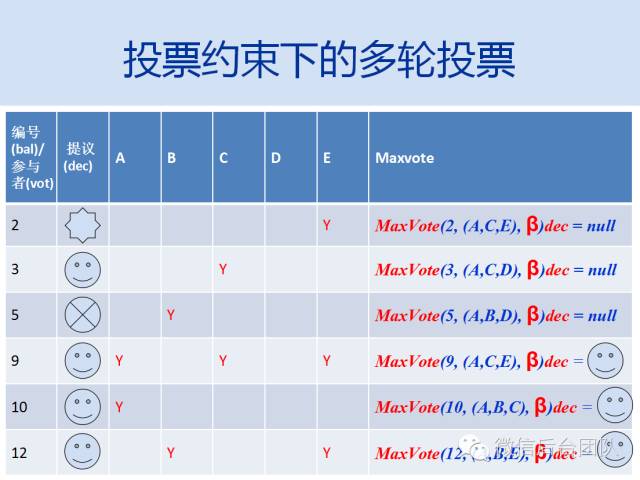 投票约束下的多轮投票
编号(bal)/参与者(vot) 提议(dec) A B C D E Maxvote
2 Y MaxVote(2, (A,C,E), β)dec = null
3 Y MaxVote(3, (A,C,D), β)dec = null
5 Y MaxVote(5, (A,B,D), β)dec = null
9 Y Y Y MaxVote(9, (A,C,E), β)dec =
10 Y MaxVote(10, (A,B,C), β)dec =
12 Y Y MaxVote(12, ,B,E), β)dec =
微信后台团队